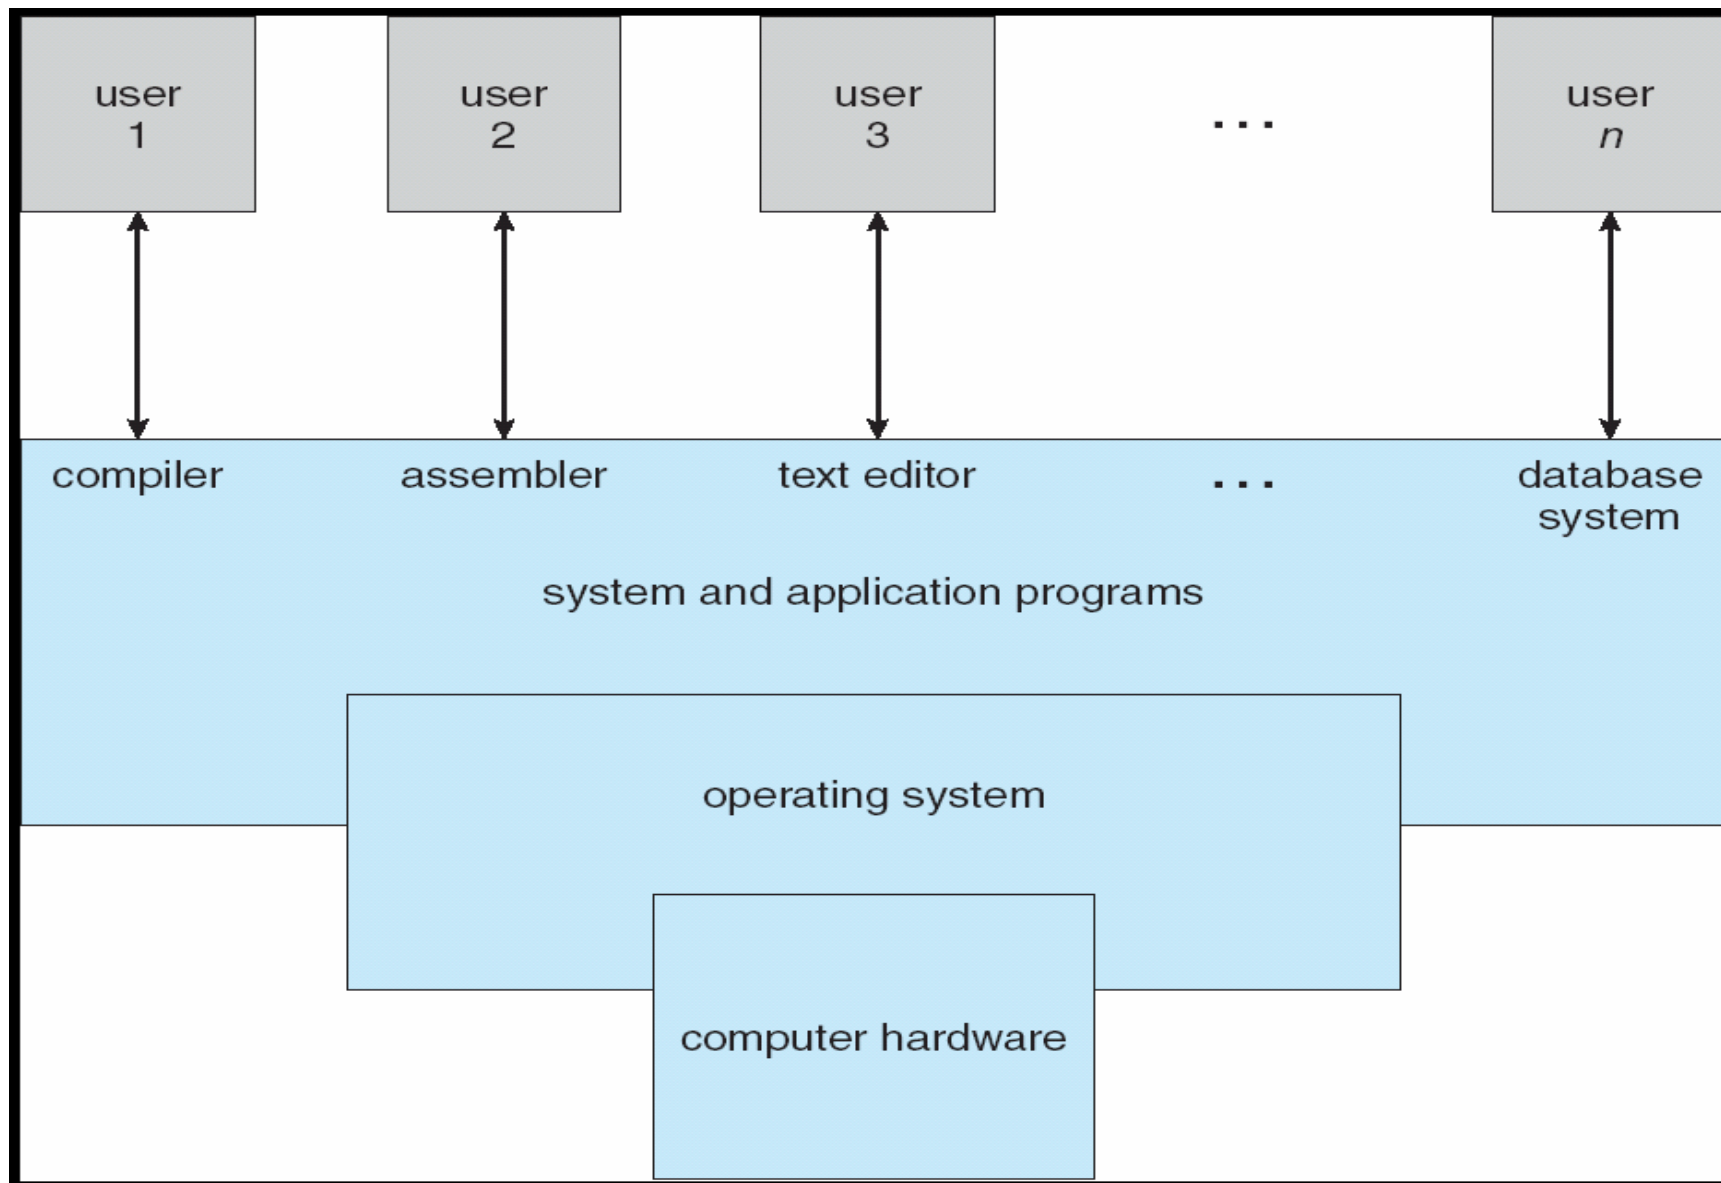 user
1
user
2
user
3
...
user
n
compiler
assembler
text editor
...
database
system
system and application programs
operating system
computer hardware